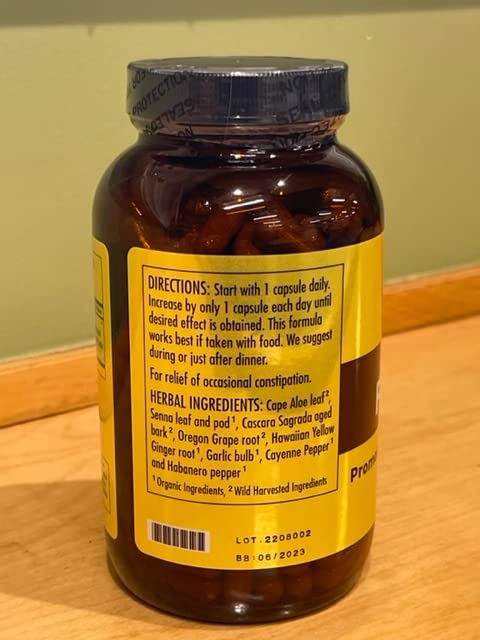 PROTECTION
SEALED
DIRECTIONS: Start with 1 capsule daily.
Increase by only 1 capsule each day until
desired effect is obtained. This formula
works best if taken with food. We suggest
during or just after dinner.
For relief of occasional constipation.
HERBAL INGREDIENTS: Cape Aloe leaf²,
Senna leaf and pod¹, Cascara Sagrada aged
bark², Oregon Grape root², Hawaiian Yellow
Ginger root¹, Garlic bulb¹, Cayenne Pepper¹
and Habanero pepper¹
¹ Organic Ingredients, ² Wild Harvested Ingredients
Prom
LOT.2208002
BB:06/2023